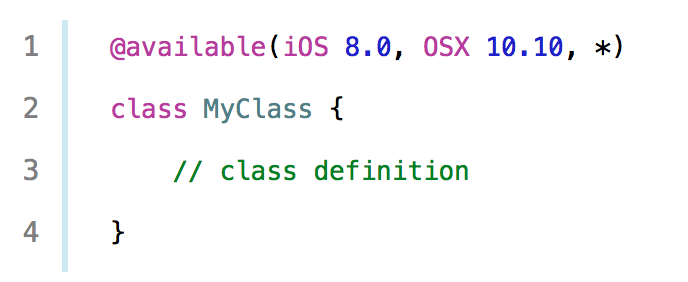 1 @available(iOS 8.0, OSX 10.10, *)
2 class MyClass {
3 // class definition
4 }